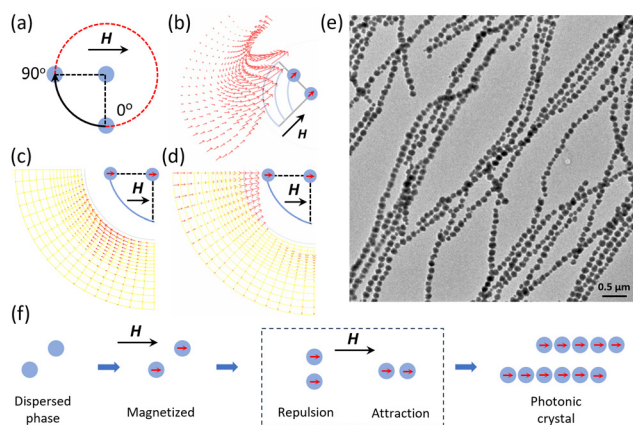 (a)
H
90°
0°
(b)
H
(c)
H
(d)
H
(e)
0.5 μm
(f)
H
H
Dispersed
phase
Magnetized
Repulsion
Attraction
Photonic
crystal